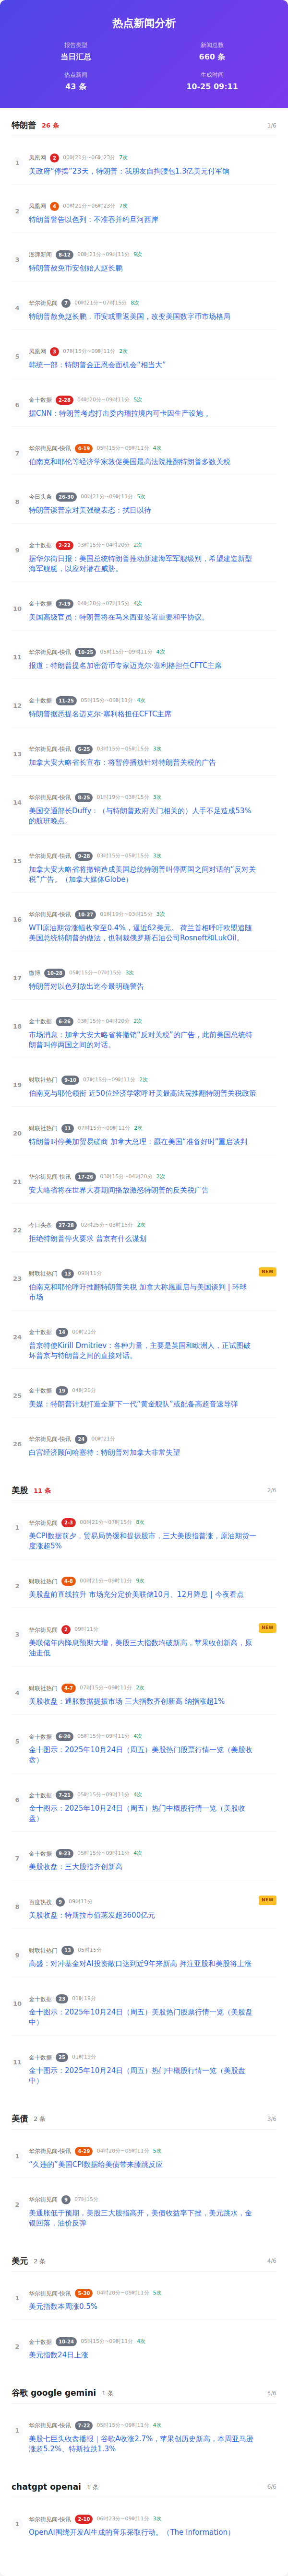 热点新闻分析
报告类型
当日汇总
新闻总数
660 条
热点新闻
43 条
生成时间
10-25 09:11
特朗普 26 条 1/6
1 凤凰网 2 00时21分~06时23分 7次
美政府“停摆”23天，特朗普：我朋友自掏腰包1.3亿美元付军饷
2 凤凰网 4 00时21分~06时23分 7次
特朗普警告以色列：不准吞并约旦河西岸
3 澎湃新闻 8-12 00时21分~09时11分 9次
特朗普赦免币安创始人赵长鹏
4 华尔街见闻 7 00时21分~07时15分 8次
特朗普赦免赵长鹏，币安或重返美国，改变美国数字币市场格局
5 凤凰网 3 07时15分~09时11分 2次
韩统一部：特朗普金正恩会面机会“相当大”
6 金十数据 2-28 04时20分~09时11分 5次
据CNN：特朗普考虑打击委内瑞拉境内可卡因生产设施 。
7 华尔街见闻-快讯 4-19 05时15分~09时11分 4次
伯南克和耶伦等经济学家敦促美国最高法院推翻特朗普多数关税
8 今日头条 26-30 00时21分~09时11分 5次
特朗普谈普京对美强硬表态：拭目以待
9 金十数据 2-22 03时15分~04时20分 2次
据华尔街日报：美国总统特朗普推动新建海军军舰级别，希望建造新型
海军舰艇，以应对潜在威胁。
10 金十数据 7-19 04时20分~07时15分 4次
美国高级官员：特朗普将在马来西亚签署重要和平协议。
11 华尔街见闻-快讯 10-25 05时15分~09时11分 4次
报道：特朗普提名加密货币专家迈克尔·塞利格担任CFTC主席
12 金十数据 11-25 05时15分~09时11分 4次
特朗普据悉提名迈克尔·塞利格担任CFTC主席
13 华尔街见闻-快讯 6-25 03时15分~05时15分 3次
加拿大安大略省长宣布：将暂停播放针对特朗普关税的广告
14 华尔街见闻-快讯 8-29 01时19分~03时15分 3次
美国交通部长Duffy：（与特朗普政府关门相关的）人手不足造成53%
的航班晚点。
15 华尔街见闻-快讯 9-28 03时15分~05时15分 3次
加拿大安大略省将撤销造成美国总统特朗普叫停两国之间对话的“反对关
税”广告。（加拿大媒体Globe）
16 华尔街见闻-快讯 10-27 01时19分~03时15分 3次
WTI原油期货涨幅收窄至0.4%，逼近62美元。 荷兰首相呼吁欧盟追随
美国总统特朗普的做法，也制裁俄罗斯石油公司Rosneft和LukOil。
17 微博 10-28 05时15分~07时15分 3次
特朗普对以色列放出迄今最明确警告
18 金十数据 6-26 03时15分~04时20分 2次
市场消息：加拿大安大略省将撤销“反对关税”的广告，此前美国总统特
朗普叫停两国之间的对话。
19 财联社热门 9-10 07时15分~09时11分 2次
伯南克与耶伦领衔 近50位经济学家呼吁美最高法院推翻特朗普关税政策
20 财联社热门 11 07时15分~09时11分 2次
特朗普叫停美加贸易磋商 加拿大总理：愿在美国“准备好时”重启谈判
21 华尔街见闻-快讯 17-26 03时15分~04时20分 2次
安大略省将在世界大赛期间播放激怒特朗普的反关税广告
22 今日头条 27-28 02时25分~03时15分 2次
拒绝特朗普停火要求 普京有什么谋划
23 财联社热门 13 09时11分 NEW
伯南克和耶伦呼吁推翻特朗普关税 加拿大称愿重启与美国谈判 | 环球
市场
24 金十数据 14 00时21分
普京特使Kirill Dmitriev：各种力量，主要是英国和欧洲人，正试图破
坏普京与特朗普之间的直接对话。
25 金十数据 19 04时20分
美媒：特朗普计划打造全新下一代“黄金舰队”或配备高超音速导弹
26 华尔街见闻-快讯 24 00时21分
白宫经济顾问哈塞特：特朗普对加拿大非常失望
美股 11 条 2/6
1 华尔街见闻 2-3 00时21分~07时15分 8次
美CPI数据前夕，贸易局势缓和提振股市，三大美股指普涨，原油期货一
度涨超5%
2 财联社热门 4-8 00时21分~09时11分 9次
美股盘前直线拉升 市场充分定价美联储10月、12月降息 | 今夜看点
3 华尔街见闻 2 09时11分 NEW
美联储年内降息预期大增，美股三大指数均破新高，苹果收创新高，原
油走低
4 财联社热门 4-7 07时15分~09时11分 2次
美股收盘：通胀数据提振市场 三大指数齐创新高 纳指涨超1%
5 金十数据 6-20 05时15分~09时11分 4次
金十图示：2025年10月24日（周五）美股热门股票行情一览（美股收
盘）
6 金十数据 7-21 05时15分~09时11分 4次
金十图示：2025年10月24日（周五）热门中概股行情一览（美股收
盘）
7 金十数据 9-23 05时15分~09时11分 4次
美股收盘：三大股指齐创新高
8 百度热搜 9 09时11分 NEW
美股收盘：特斯拉市值蒸发超3600亿元
9 财联社热门 13 05时15分
高盛：对冲基金对AI投资敞口达到近9年来新高 押注亚股和美股将上涨
10 金十数据 23 01时19分
金十图示：2025年10月24日（周五）美股热门股票行情一览（美股盘
中）
11 金十数据 25 01时19分
金十图示：2025年10月24日（周五）热门中概股行情一览（美股盘
中）
美债 2 条 3/6
1 华尔街见闻-快讯 4-29 04时20分~09时11分 5次
“久违的”美国CPI数据给美债带来膝跳反应
2 华尔街见闻 9 07时15分
美通胀低于预期，美股三大股指高开，美债收益率下挫，美元跳水，金
银回落，油价反弹
美元 2 条 4/6
1 华尔街见闻-快讯 5-30 04时20分~09时11分 5次
美元指数本周涨0.5%
2 金十数据 10-24 05时15分~09时11分 4次
美元指数24日上涨
谷歌 google gemini 1 条 5/6
1 华尔街见闻-快讯 7-22 05时15分~09时11分 4次
美股七巨头收盘播报｜谷歌A收涨2.7%，苹果创历史新高，本周亚马逊
涨超5.2%、特斯拉跌1.3%
chatgpt openai 1 条 6/6
1 华尔街见闻-快讯 2-10 06时23分~09时11分 3次
OpenAI围绕开发AI生成的音乐采取行动。（The Information）